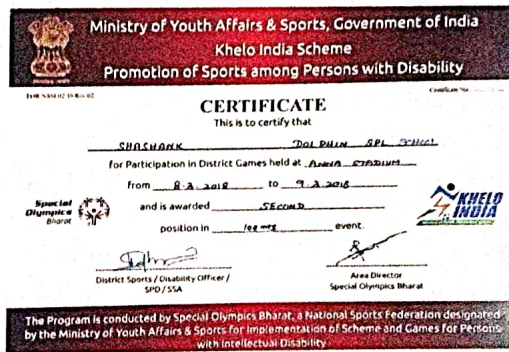 Ministry of Youth Affairs & Sports, Government of India
Khelo India Scheme
Promotion of Sports among Persons with Disability
Certificate No
CERTIFICATE
This is to certify that
SHASHANK DOLPHIN SPL
for Participation in District Games held at ANNA STADIUM
from 8.2.2018 to 9.2.2018
Special Olympics Bharat
and is awarded SECOND
KHELO INDIA
position in 100 mts event.
District Sports / Disability Officer /
SPD / SSA
Area Director
Special Olympics Bharat
The Program is conducted by Special Olympics Bharat, a National Sports Federation designated
by the Ministry of Youth Affairs & Sports for implementation of Scheme and Games for Persons
with Intellectual Disability